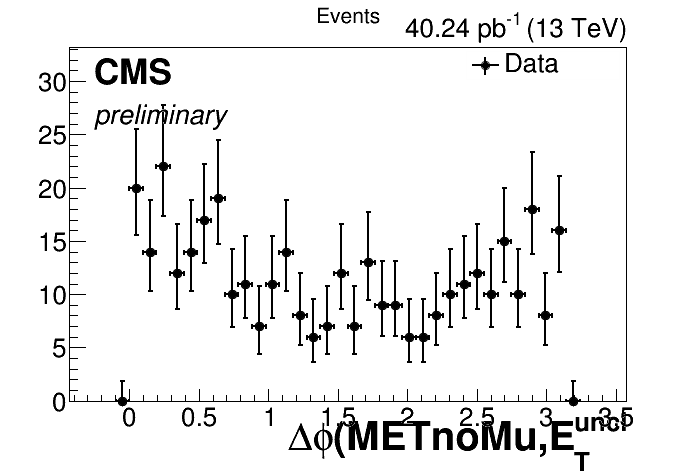 Events
40.24 pb-1 (13 TeV)
CMS
Data
preliminary
30
25
20
15
10
5
0
0 0.5 1 1.5 2 2.5 3 3.5
Δϕ(METnoMu,ETuncl